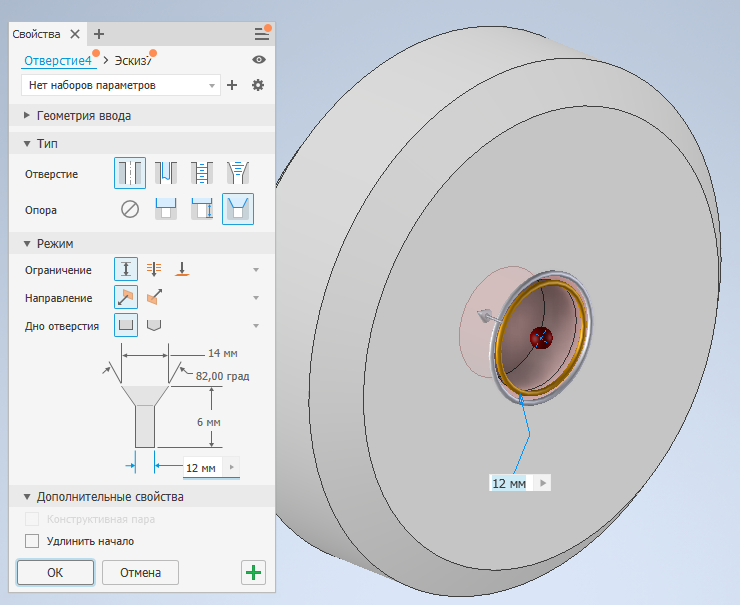 Свойства
Отверстие4 > Эскиз7
Нет наборов параметров
Геометрия ввода
Тип
Отверстие
Опора
Режим
Ограничение
Направление
Дно отверстия
14 мм
82,00 град
6 мм
12 мм
12 мм
Дополнительные свойства
Конструктивная пара
Удлинить начало
ОК Отмена